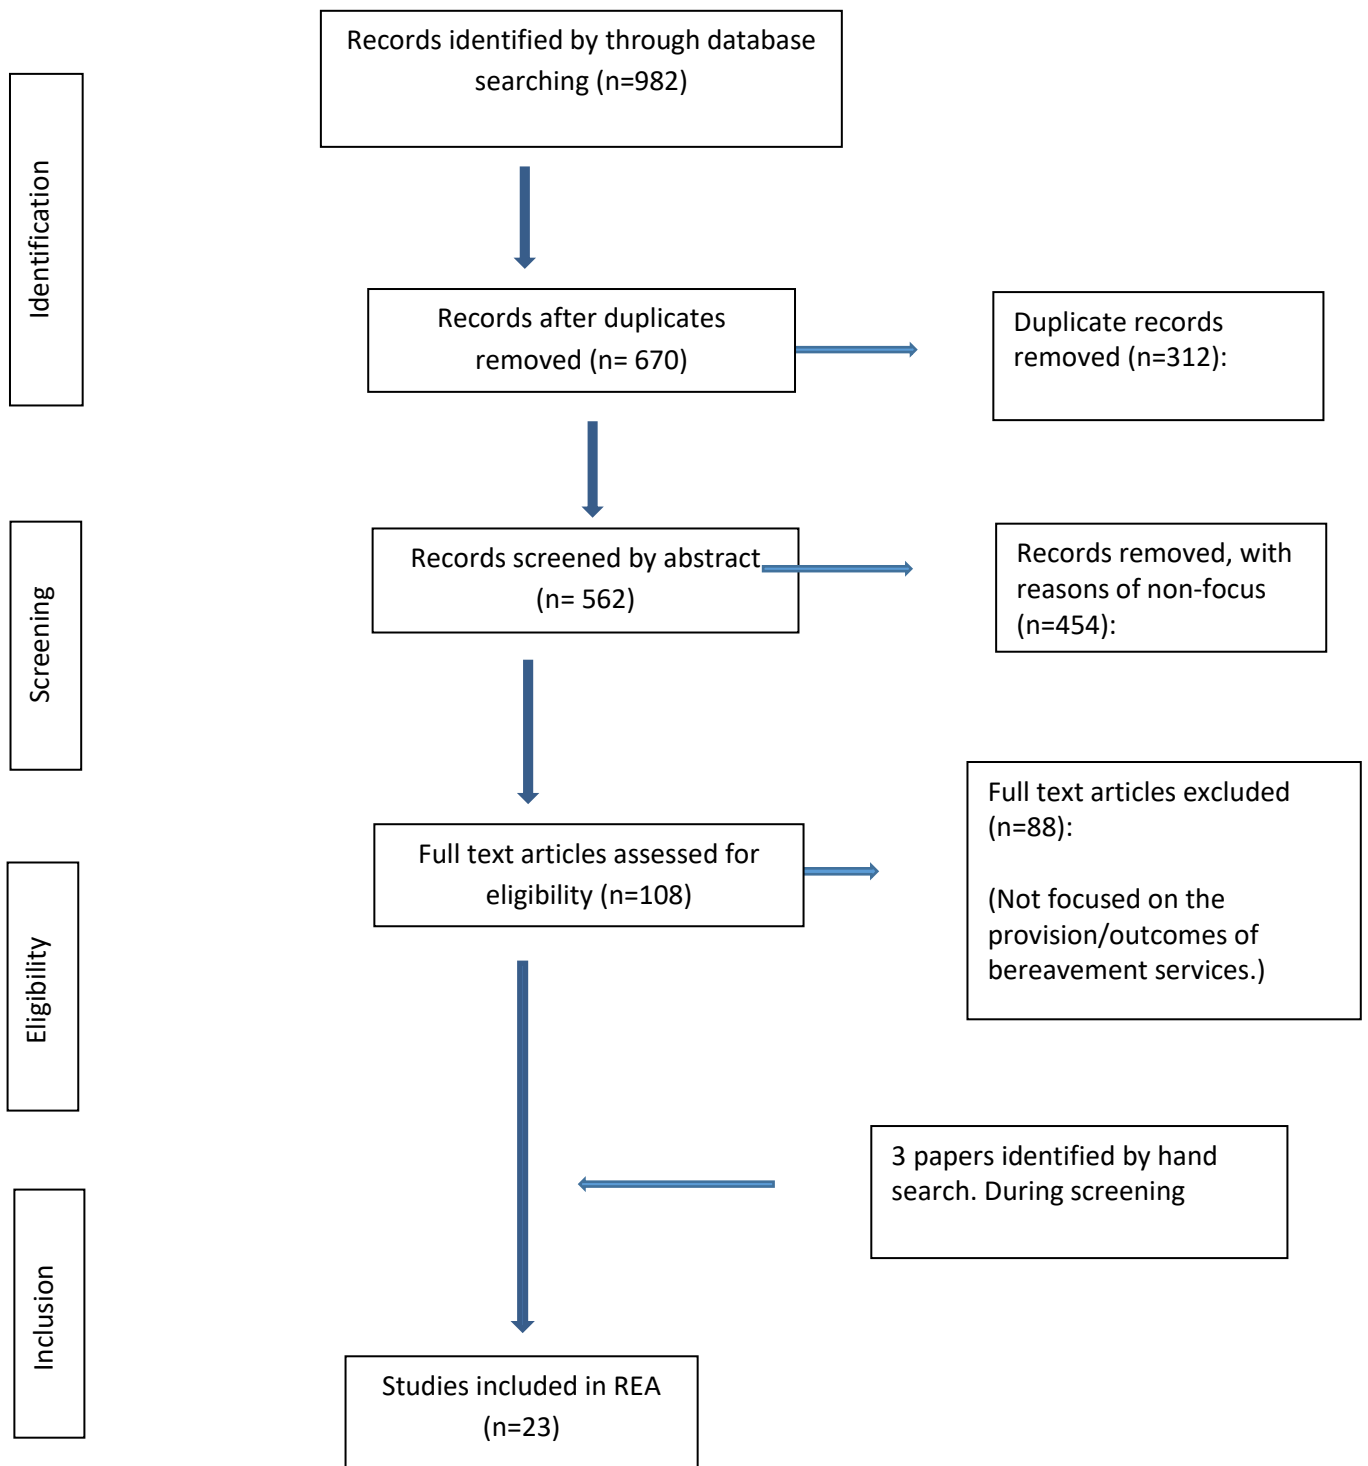 Records identified by through database
searching (n=982)
Identification
Records after duplicates
removed (n= 670)
Duplicate records
removed (n=312):
Screening
Records screened by abstract
(n= 562)
Records removed, with
reasons of non-focus
(n=454):
Eligibility
Full text articles assessed for
eligibility (n=108)
Full text articles excluded
(n=88):
(Not focused on the
provision/outcomes of
bereavement services.)
3 papers identified by hand
search. During screening
Inclusion
Studies included in REA
(n=23)